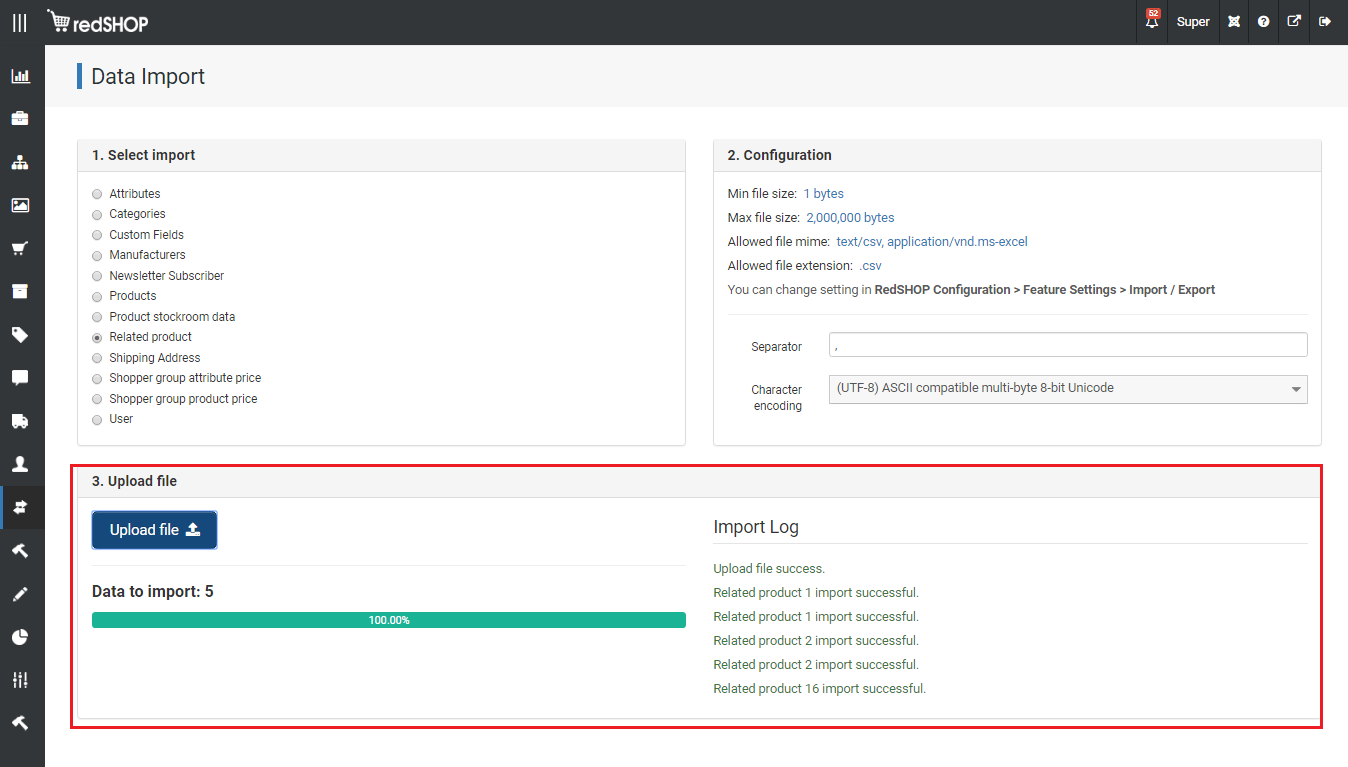 redSHOP
52
Super
Data Import
1. Select import
Attributes
Categories
Custom Fields
Manufacturers
Newsletter Subscriber
Products
Product stockroom data
Related product
Shipping Address
Shopper group attribute price
Shopper group product price
User
2. Configuration
Min file size: 1 bytes
Max file size: 2,000,000 bytes
Allowed file mime: text/csv, application/vnd.ms-excel
Allowed file extension: .csv
You can change setting in RedSHOP Configuration > Feature Settings > Import / Export
Separator ,
Character encoding (UTF-8) ASCII compatible multi-byte 8-bit Unicode
3. Upload file
Upload file
Data to import: 5
100.00%
Import Log
Upload file success.
Related product 1 import successful.
Related product 1 import successful.
Related product 2 import successful.
Related product 2 import successful.
Related product 16 import successful.